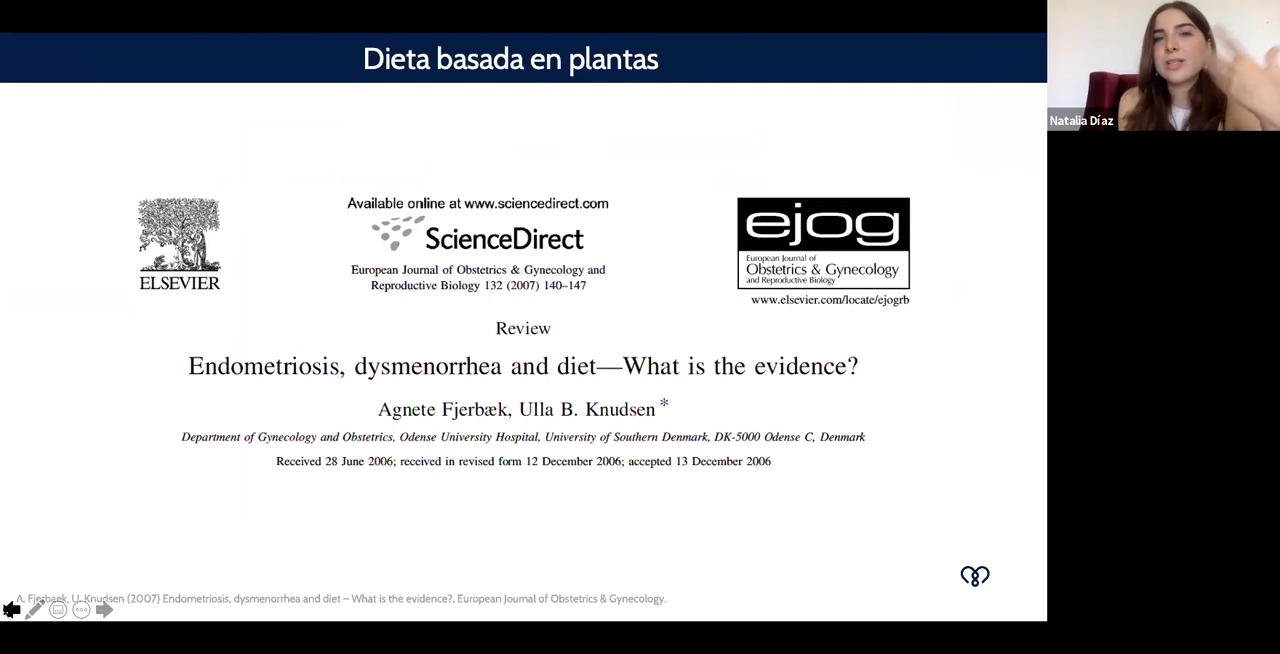 Dieta basada en plantas
Natalia Díaz
Available online at www.sciencedirect.com
ScienceDirect
ELSEVIER
European Journal of Obstetrics & Gynecology and
Reproductive Biology 132 (2007) 140–147
ejog
European Journal of
Obstetrics & Gynecology
and Reproductive Biology
www.elsevier.com/locate/ejogrb
Review
Endometriosis, dysmenorrhea and diet—What is the evidence?
Agnete Fjerbæk, Ulla B. Knudsen *
Department of Gynecology and Obstetrics, Odense University Hospital, University of Southern Denmark, DK-5000 Odense C, Denmark
Received 28 June 2006; received in revised form 12 December 2006; accepted 13 December 2006
A. Fjerbaek, U. Knudsen (2007) Endometriosis, dysmenorrhea and diet – What is the evidence?. European Journal of Obstetrics & Gynecology.